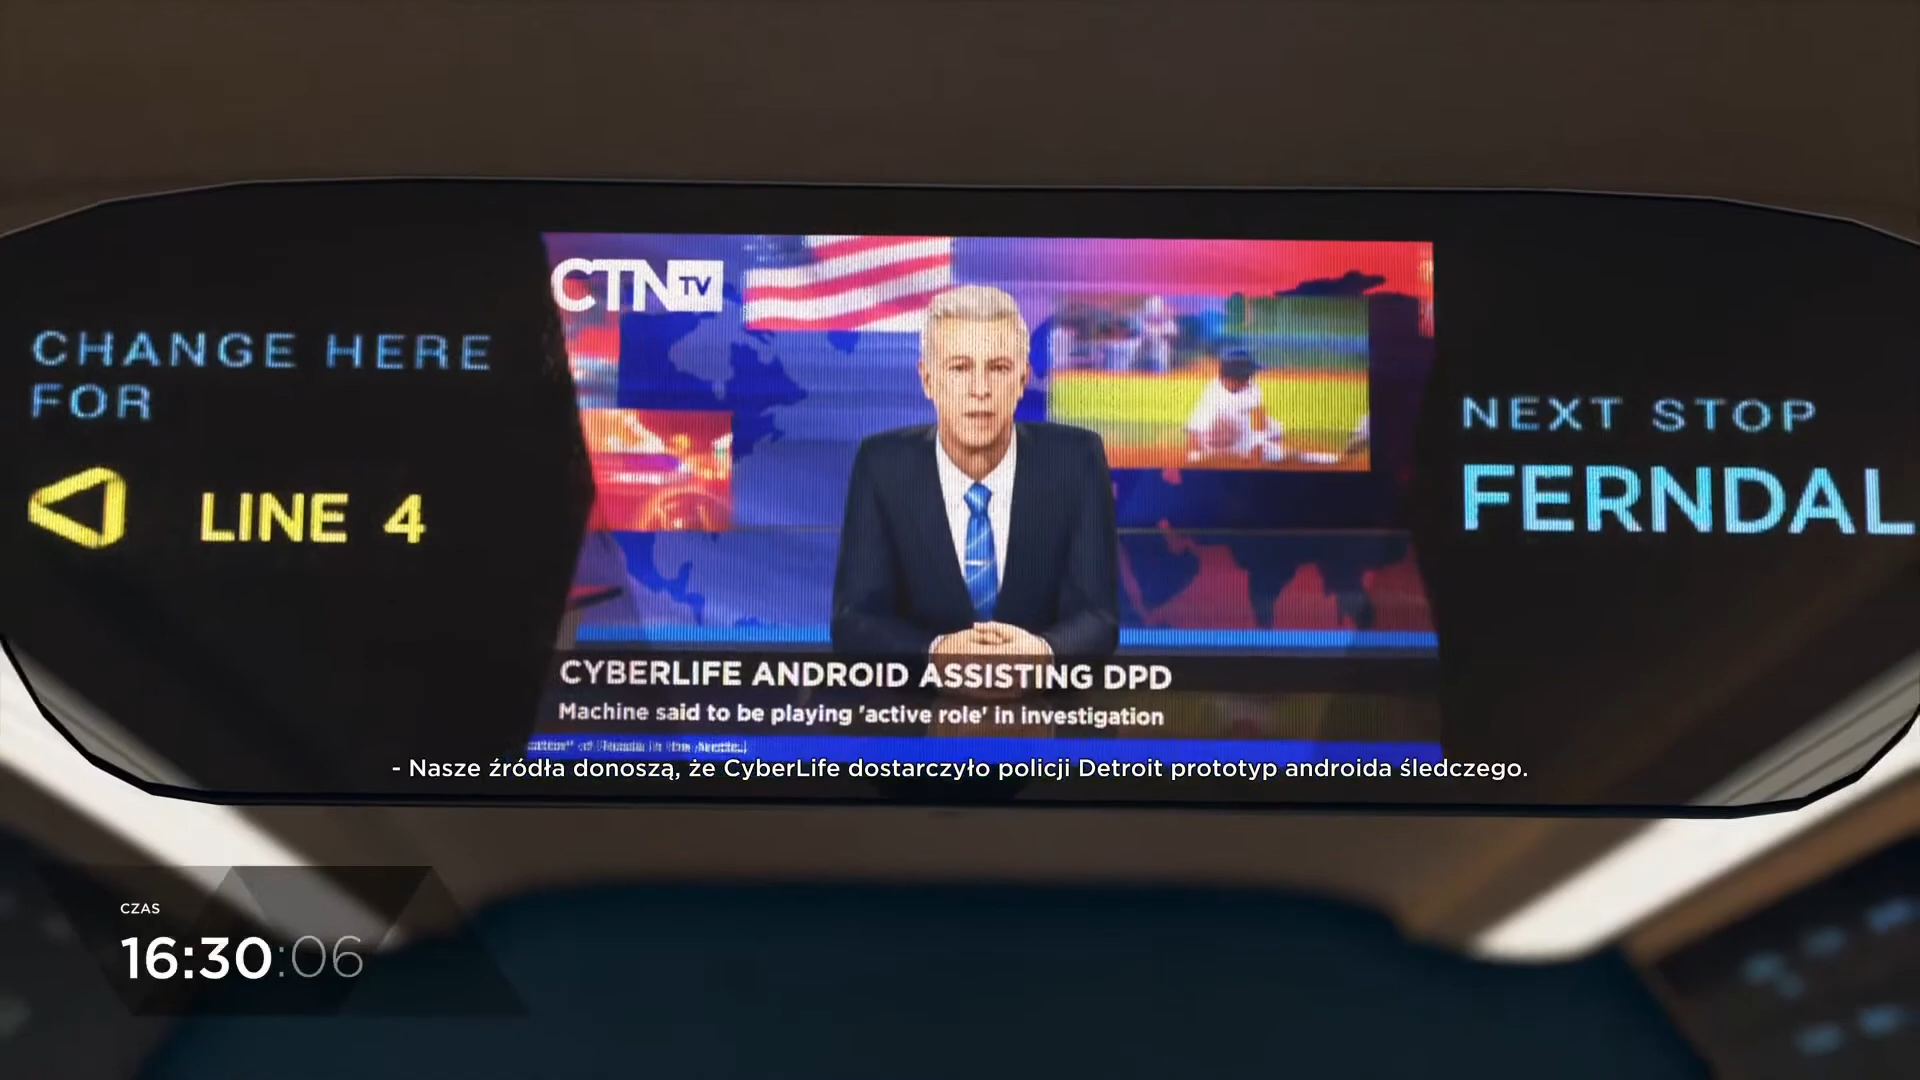 CTN TV
CHANGE HERE
FOR
LINE 4
NEXT STOP
FERNDAL
CYBERLIFE ANDROID ASSISTING DPD
Machine said to be playing 'active role' in investigation
- Nasze źródła donoszą, że CyberLife dostarczyło policji Detroit prototyp androida śledczego.
CZAS
16:30:06